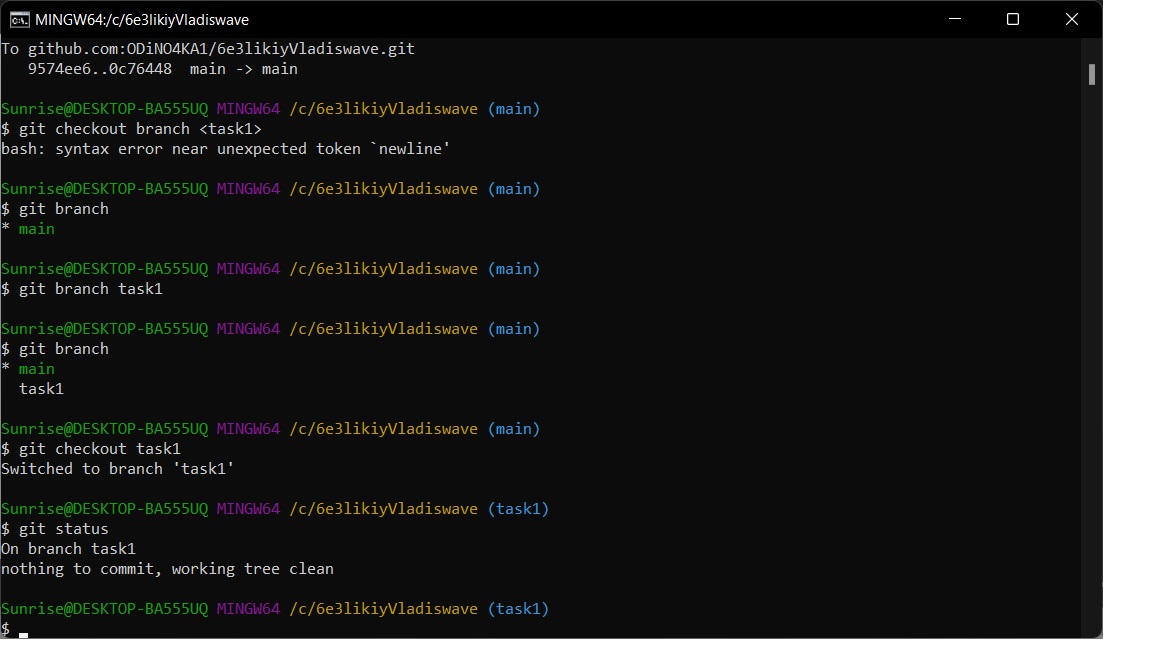 MINGW64:/c/6e3likiyVladiswave
To github.com:ODiNO4KA1/6e3likiyVladiswave.git
   9574ee6..0c76448  main -> main
Sunrise@DESKTOP-BA555UQ MINGW64 /c/6e3likiyVladiswave (main)
$ git checkout branch <task1>
bash: syntax error near unexpected token `newline'
Sunrise@DESKTOP-BA555UQ MINGW64 /c/6e3likiyVladiswave (main)
$ git branch
* main
Sunrise@DESKTOP-BA555UQ MINGW64 /c/6e3likiyVladiswave (main)
$ git branch task1
Sunrise@DESKTOP-BA555UQ MINGW64 /c/6e3likiyVladiswave (main)
$ git branch
* main
  task1
Sunrise@DESKTOP-BA555UQ MINGW64 /c/6e3likiyVladiswave (main)
$ git checkout task1
Switched to branch 'task1'
Sunrise@DESKTOP-BA555UQ MINGW64 /c/6e3likiyVladiswave (task1)
$ git status
On branch task1
nothing to commit, working tree clean
Sunrise@DESKTOP-BA555UQ MINGW64 /c/6e3likiyVladiswave (task1)
$